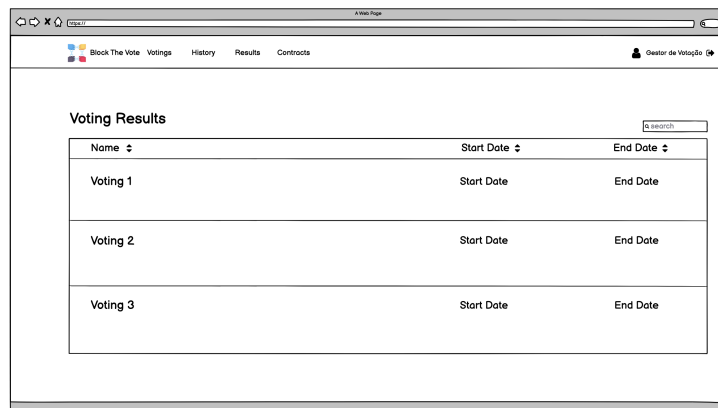 A Web Page
https://
Block The Vote Votings History Results Contracts Gestor de Votação
Voting Results
search
Name Start Date End Date
Voting 1 Start Date End Date
Voting 2 Start Date End Date
Voting 3 Start Date End Date